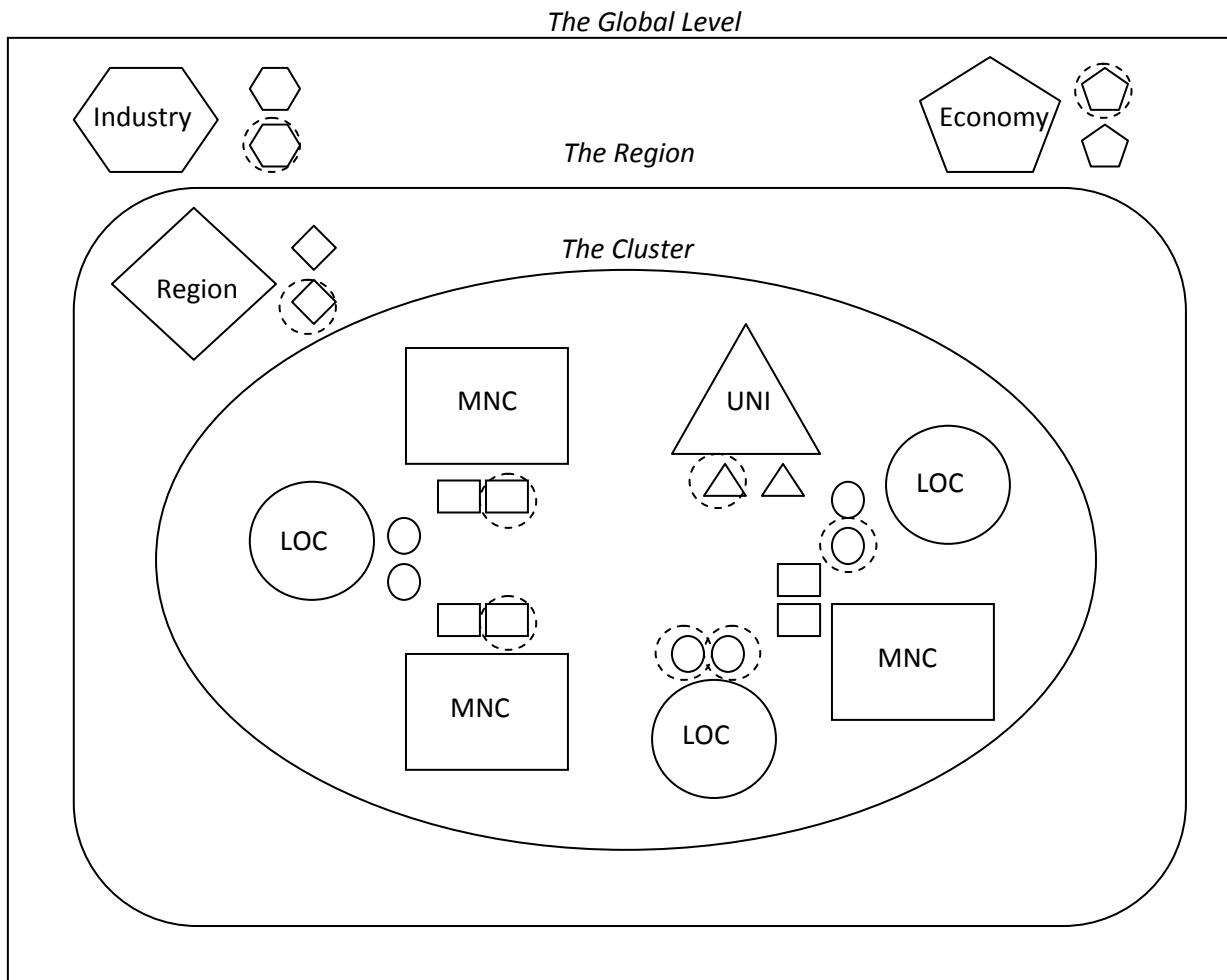 The Global Level
Industry
Economy
The Region
The Cluster
Region
MNC
UNI
LOC
LOC
MNC
MNC
LOC